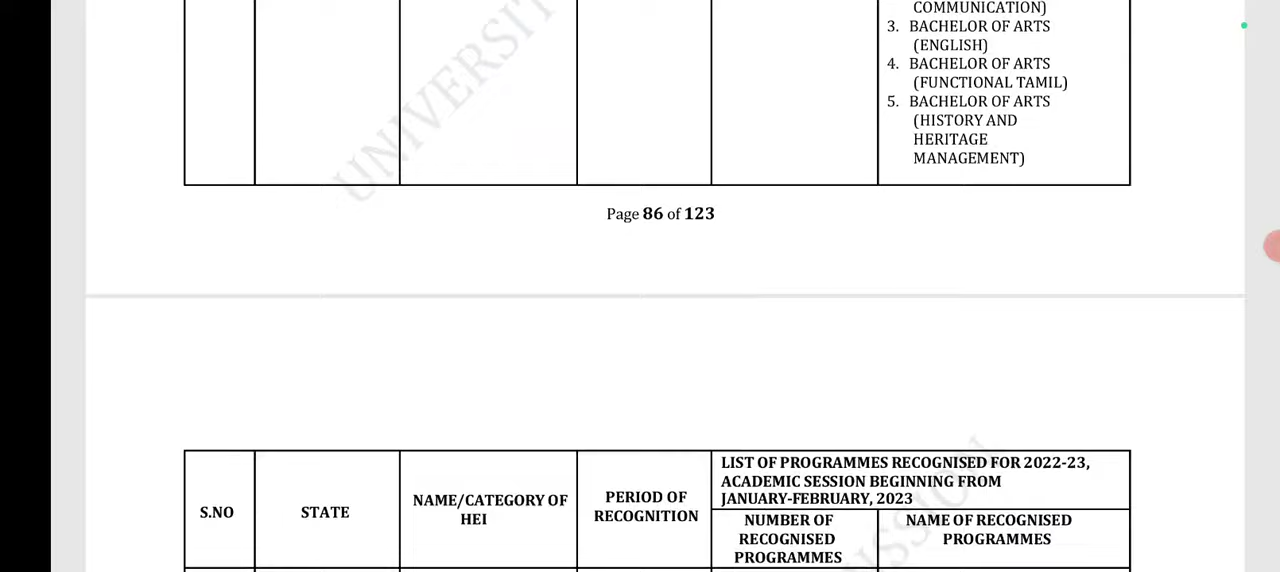 COMMUNICATION)
3. BACHELOR OF ARTS
(ENGLISH)
4. BACHELOR OF ARTS
(FUNCTIONAL TAMIL)
5. BACHELOR OF ARTS
(HISTORY AND
HERITAGE
MANAGEMENT)
UNIVERSIT
Page 86 of 123
S.NO
STATE
NAME/CATEGORY OF
HEI
PERIOD OF
RECOGNITION
LIST OF PROGRAMMES RECOGNISED FOR 2022-23,
ACADEMIC SESSION BEGINNING FROM
JANUARY-FEBRUARY, 2023
NUMBER OF
RECOGNISED
PROGRAMMES
NAME OF RECOGNISED
PROGRAMMES
SSION